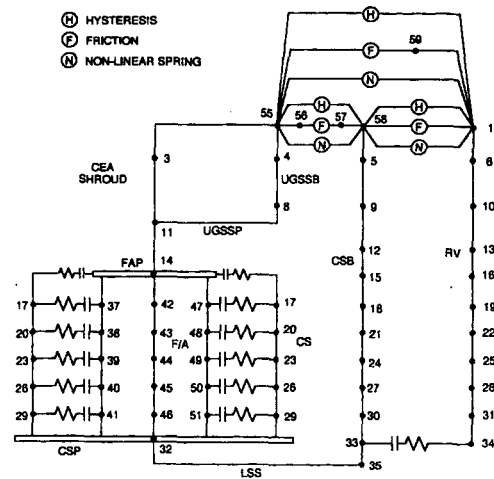 H HYSTERESIS
F FRICTION
N NON-LINEAR SPRING
H
F 59
N
55 H H
56 F 57 58 F 1
N N
3 4 5 6
CEA SHROUD
UGSSB
8 9 10
11 UGSSP
12 CSB 13 RV
14 FAP 15 16
17 37 42 47 17 18 19
20 36 43 48 20 CS 21 22
F/A
23 39 44 49 23 24 25
26 40 45 50 26 27 28
29 41 46 51 29 30 31
CSP 32 33 34
LSS 35